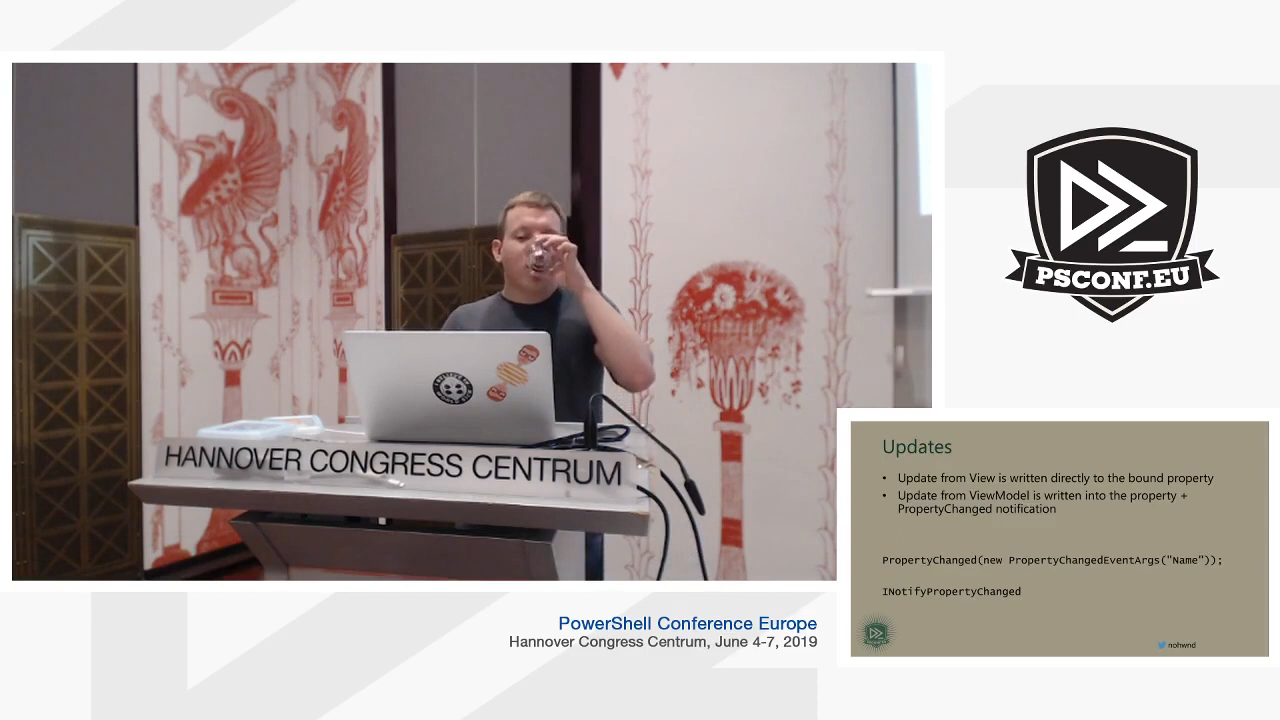 PSCONF.EU
HANNOVER CONGRESS CENTRUM
Updates
• Update from View is written directly to the bound property
• Update from ViewModel is written into the property +
PropertyChanged notification
PropertyChanged(new PropertyChangedEventArgs("Name"));
INotifyPropertyChanged
nohwnd
PowerShell Conference Europe
Hannover Congress Centrum, June 4-7, 2019